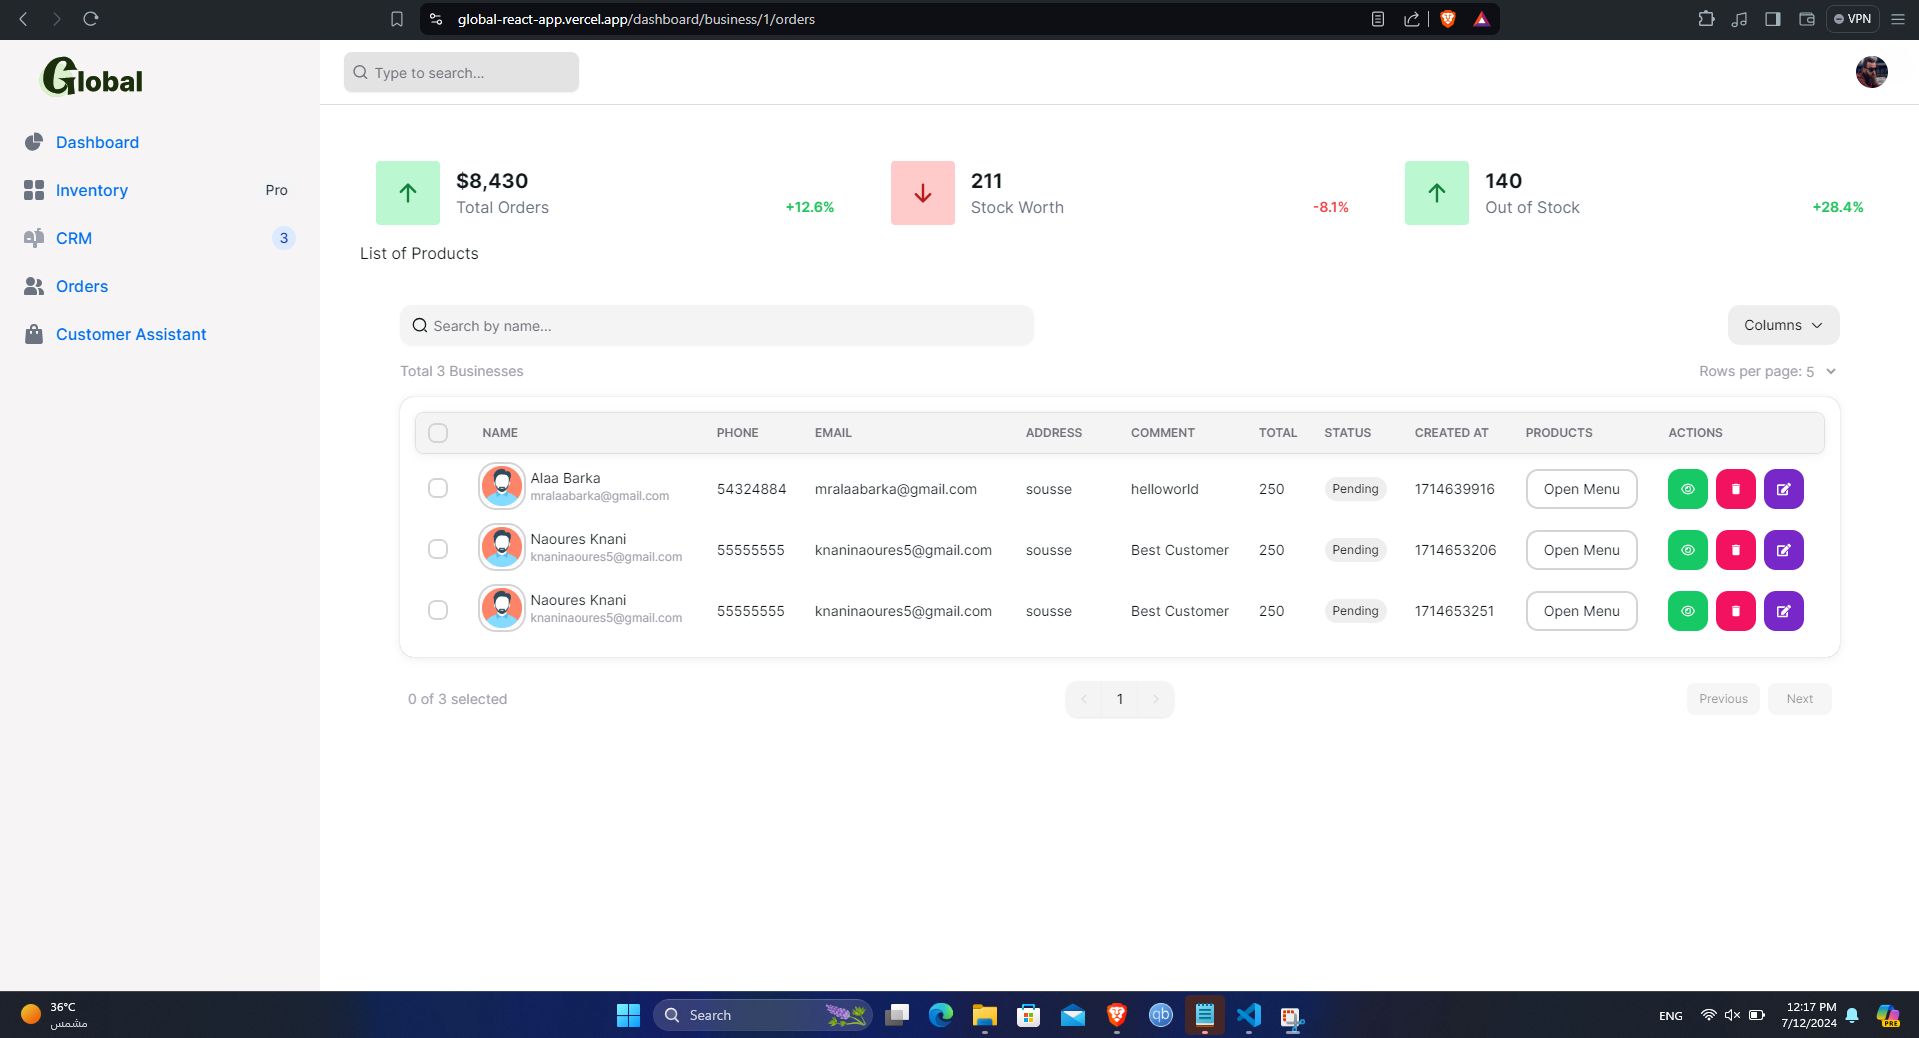 global-react-app.vercel.app/dashboard/business/1/orders
VPN
Global
Type to search...
Dashboard
Inventory Pro
CRM 3
Orders
Customer Assistant
$8,430
Total Orders +12.6%
211
Stock Worth -8.1%
140
Out of Stock +28.4%
List of Products
Search by name...
Columns
Total 3 Businesses
Rows per page: 5
NAME PHONE EMAIL ADDRESS COMMENT TOTAL STATUS CREATED AT PRODUCTS ACTIONS
Alaa Barka
mralaabarka@gmail.com
54324884 mralaabarka@gmail.com sousse helloworld 250 Pending 1714639916 Open Menu
Naoures Knani
knaninaoures5@gmail.com
55555555 knaninaoures5@gmail.com sousse Best Customer 250 Pending 1714653206 Open Menu
Naoures Knani
knaninaoures5@gmail.com
55555555 knaninaoures5@gmail.com sousse Best Customer 250 Pending 1714653251 Open Menu
0 of 3 selected
1
Previous Next
36°C
مشمس
Search
qb
ENG
12:17 PM
7/12/2024
PRE